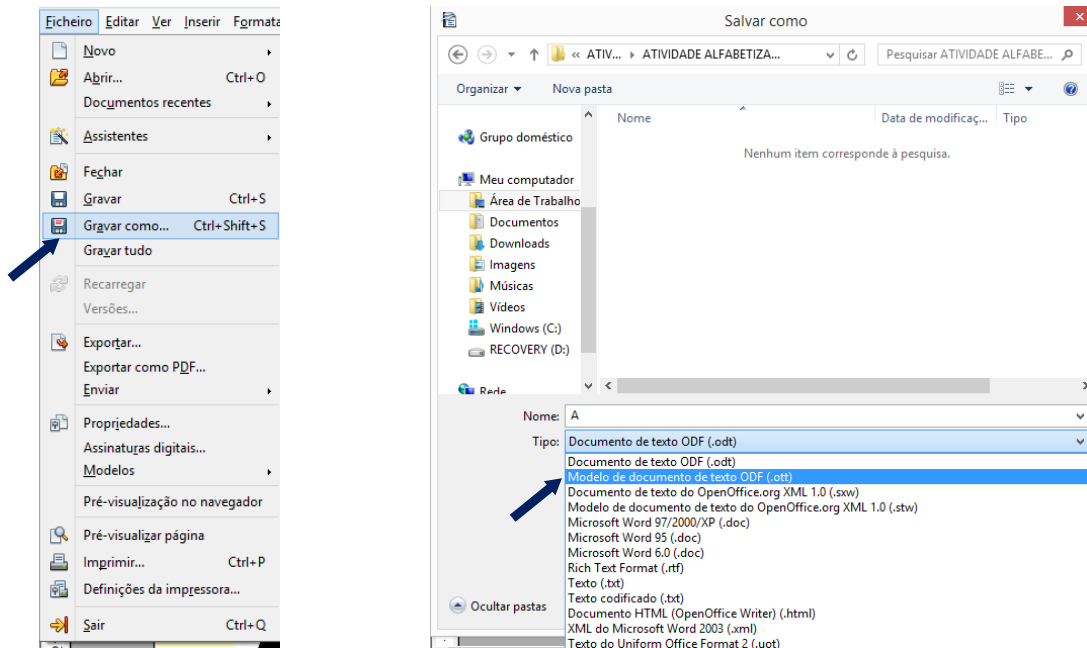 Ficheiro Editar Ver Inserir Formata
Novo
Abrir... Ctrl+O
Documentos recentes
Assistentes
Fechar
Gravar Ctrl+S
Gravar como... Ctrl+Shift+S
Gravar tudo
Recarregar
Versões...
Exportar...
Exportar como PDF...
Enviar
Propriedades...
Assinaturas digitais...
Modelos
Pré-visualização no navegador
Pré-visualizar página
Imprimir... Ctrl+P
Definições da impressora...
Sair Ctrl+Q
Salvar como
« ATIV... ATIVIDADE ALFABETIZA...
Pesquisar ATIVIDADE ALFABE...
Organizar Nova pasta
Nome Data de modificaç... Tipo
Nenhum item corresponde à pesquisa.
Grupo doméstico
Meu computador
Área de Trabalho
Documentos
Downloads
Imagens
Músicas
Vídeos
Windows (C:)
RECOVERY (D:)
Rede
Nome: A
Tipo: Documento de texto ODF (.odt)
Documento de texto ODF (.odt)
Modelo de documento de texto ODF (.ott)
Documento de texto do OpenOffice.org XML 1.0 (.sxw)
Modelo de documento de texto do OpenOffice.org XML 1.0 (.stw)
Microsoft Word 97/2000/XP (.doc)
Microsoft Word 95 (.doc)
Microsoft Word 6.0 (.doc)
Rich Text Format (.rtf)
Texto (.txt)
Texto codificado (.txt)
Documento HTML (OpenOffice Writer) (.html)
XML do Microsoft Word 2003 (.xml)
Texto do Uniform Office Format 2 (.uot)
Ocultar pastas